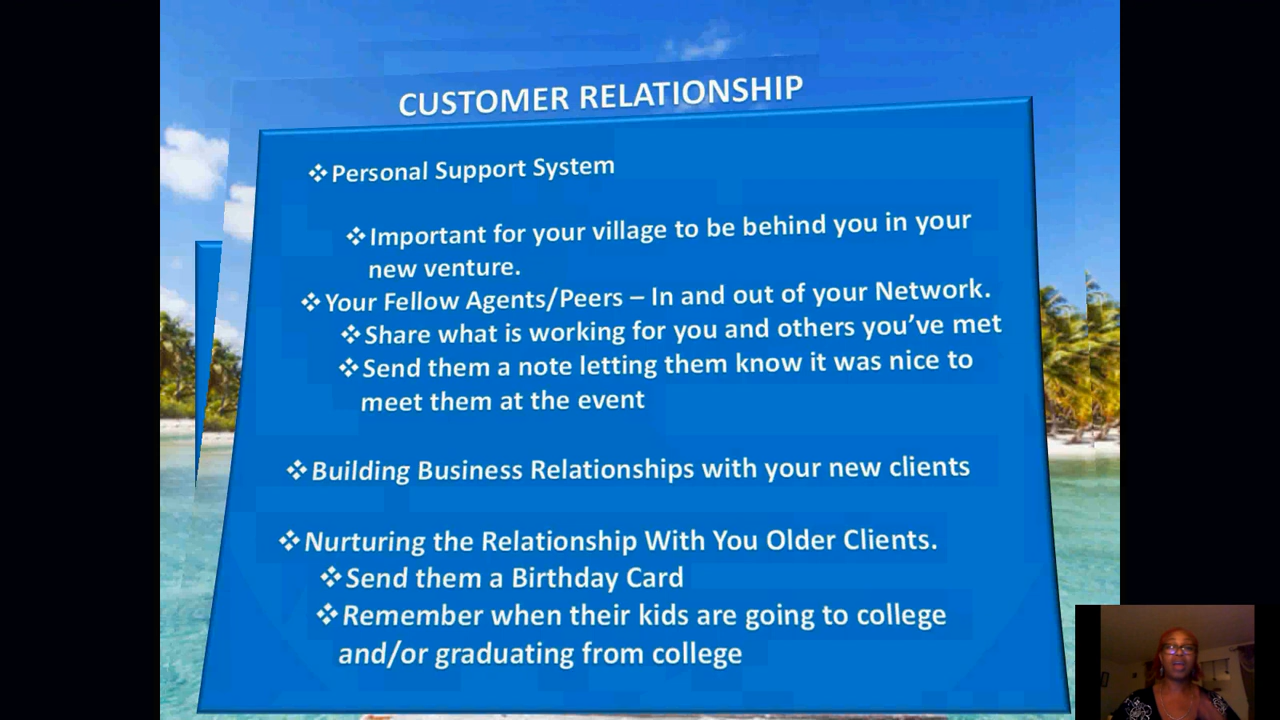 CUSTOMER RELATIONSHIP
❖Personal Support System
❖Important for your village to be behind you in your
new venture.
❖Your Fellow Agents/Peers – In and out of your Network.
❖Share what is working for you and others you’ve met
❖Send them a note letting them know it was nice to
meet them at the event
❖Building Business Relationships with your new clients
❖Nurturing the Relationship With You Older Clients.
❖Send them a Birthday Card
❖Remember when their kids are going to college
and/or graduating from college